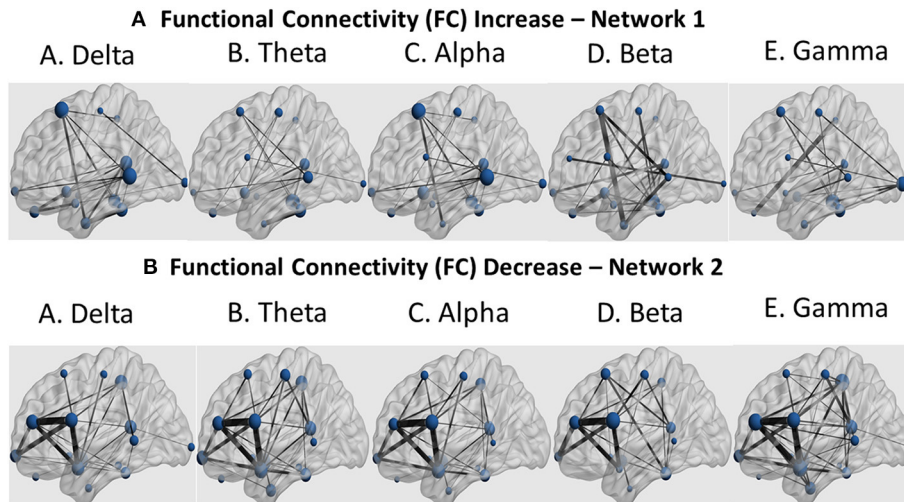 A Functional Connectivity (FC) Increase – Network 1
A. Delta B. Theta C. Alpha D. Beta E. Gamma
B Functional Connectivity (FC) Decrease – Network 2
A. Delta B. Theta C. Alpha D. Beta E. Gamma